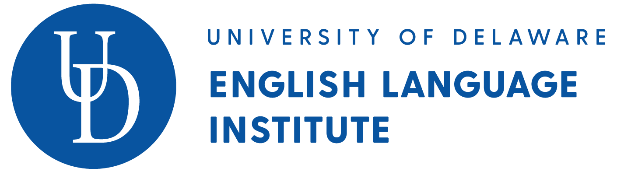 UD
UNIVERSITY OF DELAWARE
ENGLISH LANGUAGE
INSTITUTE